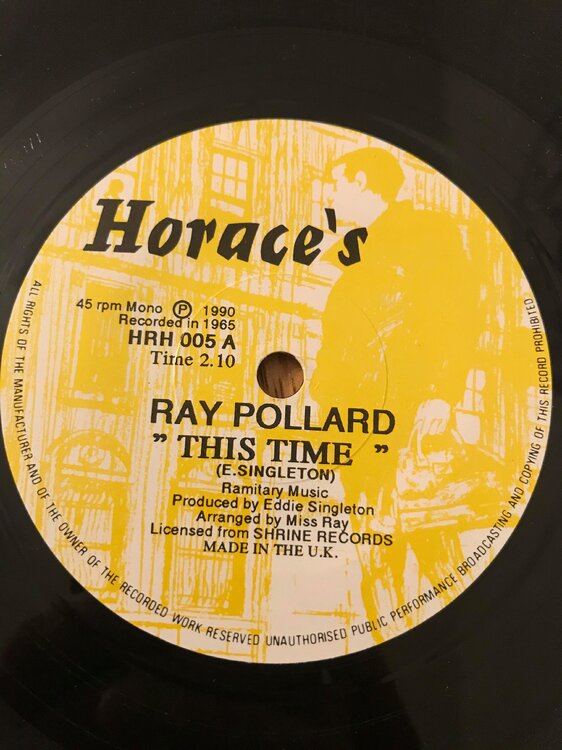 Horace's
45 rpm Mono Ⓟ 1990
Recorded in 1965
HRH 005 A
Time 2.10
RAY POLLARD
” THIS TIME ”
(E.SINGLETON)
Ramitary Music
Produced by Eddie Singleton
Arranged by Miss Ray
Licensed from SHRINE RECORDS
MADE IN THE U.K.
ALL RIGHTS OF THE MANUFACTURER AND OF THE OWNER OF THE RECORDED WORK RESERVED UNAUTHORISED PUBLIC PERFORMANCE BROADCASTING AND COPYING OF THIS RECORD PROHIBITED